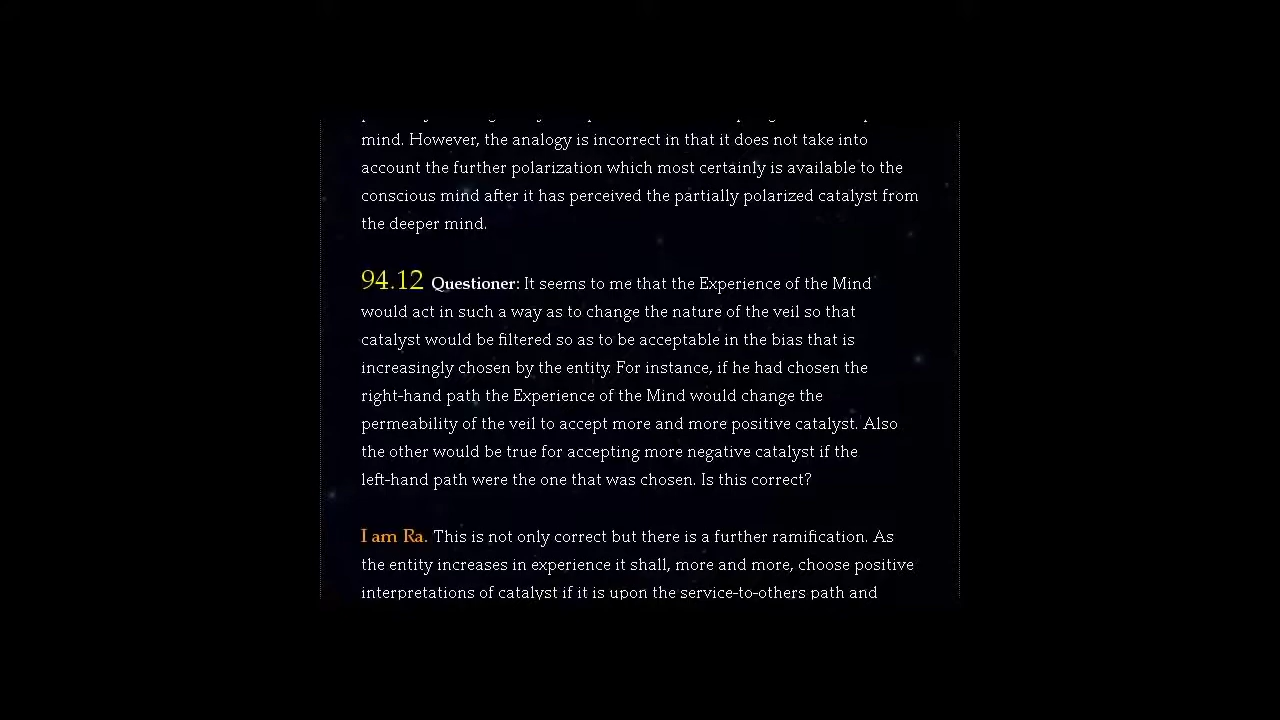 mind. However, the analogy is incorrect in that it does not take into
account the further polarization which most certainly is available to the
conscious mind after it has perceived the partially polarized catalyst from
the deeper mind.
94.12 Questioner: It seems to me that the Experience of the Mind
would act in such a way as to change the nature of the veil so that
catalyst would be filtered so as to be acceptable in the bias that is
increasingly chosen by the entity. For instance, if he had chosen the
right-hand path the Experience of the Mind would change the
permeability of the veil to accept more and more positive catalyst. Also
the other would be true for accepting more negative catalyst if the
left-hand path were the one that was chosen. Is this correct?
I am Ra. This is not only correct but there is a further ramification. As
the entity increases in experience it shall, more and more, choose positive
interpretations of catalyst if it is upon the service-to-others path and